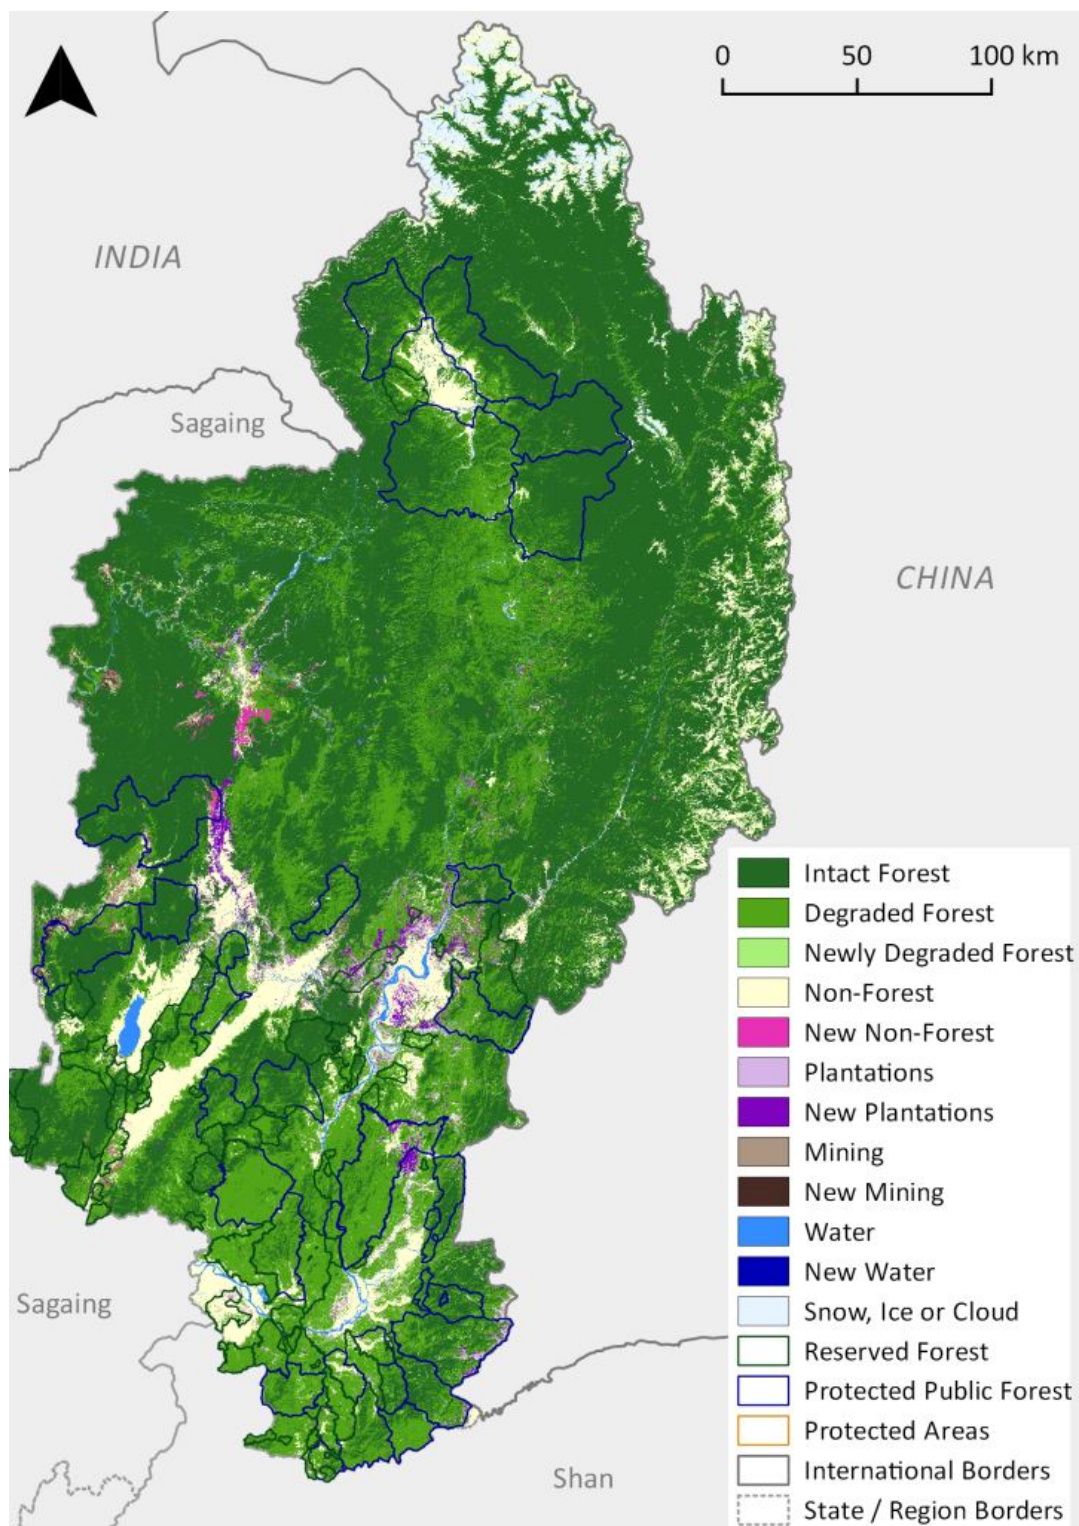 0 50 100 km
INDIA
Sagaing
CHINA
Intact Forest
Degraded Forest
Newly Degraded Forest
Non-Forest
New Non-Forest
Plantations
New Plantations
Mining
New Mining
Water
New Water
Snow, Ice or Cloud
Reserved Forest
Protected Public Forest
Protected Areas
International Borders
State / Region Borders
Sagaing
Shan